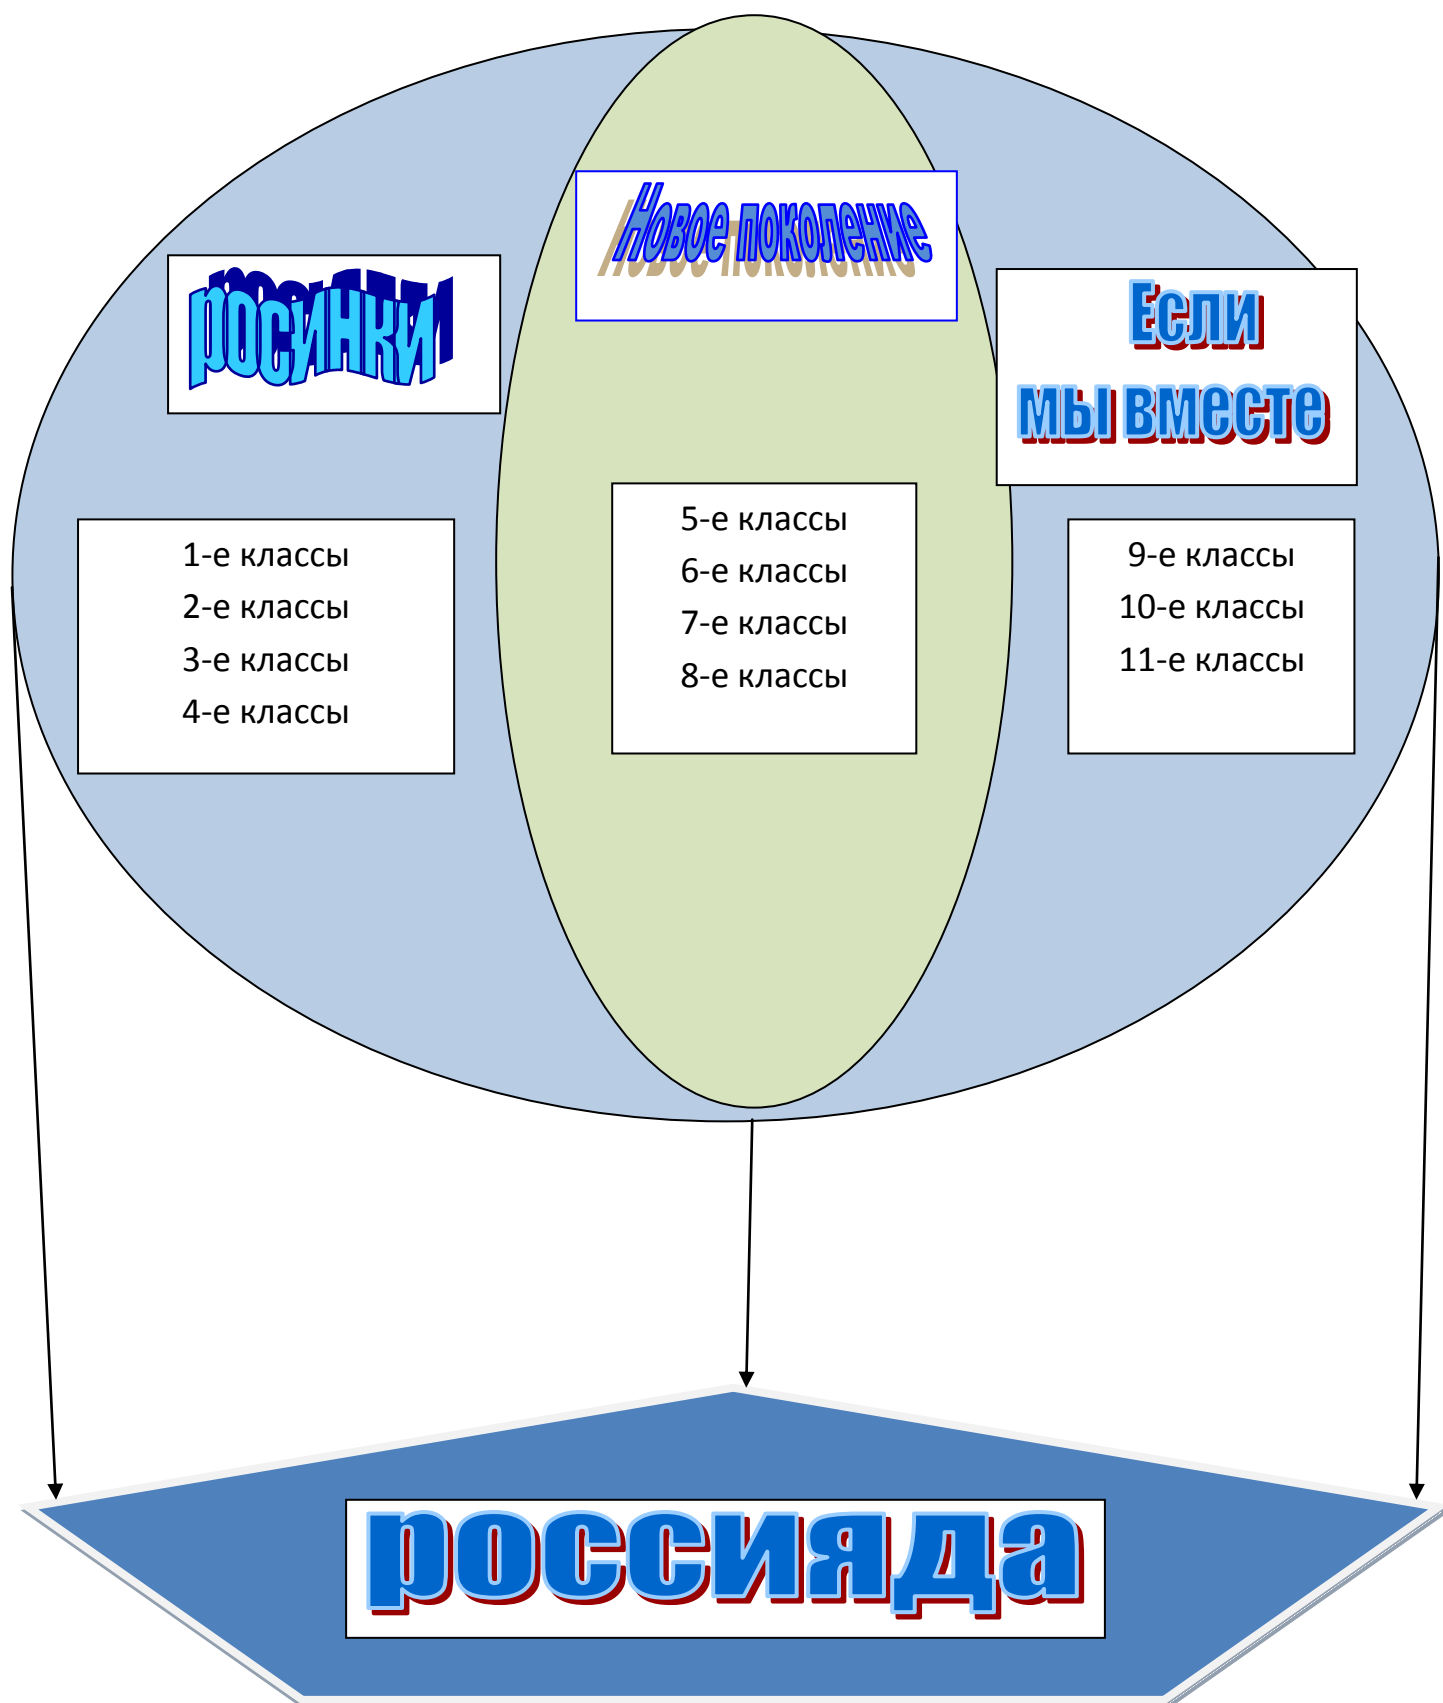 росинки
1-е классы
2-е классы
3-е классы
4-е классы
Новое поколение
5-е классы
6-е классы
7-е классы
8-е классы
Если
мы вместе
9-е классы
10-е классы
11-е классы
россияда